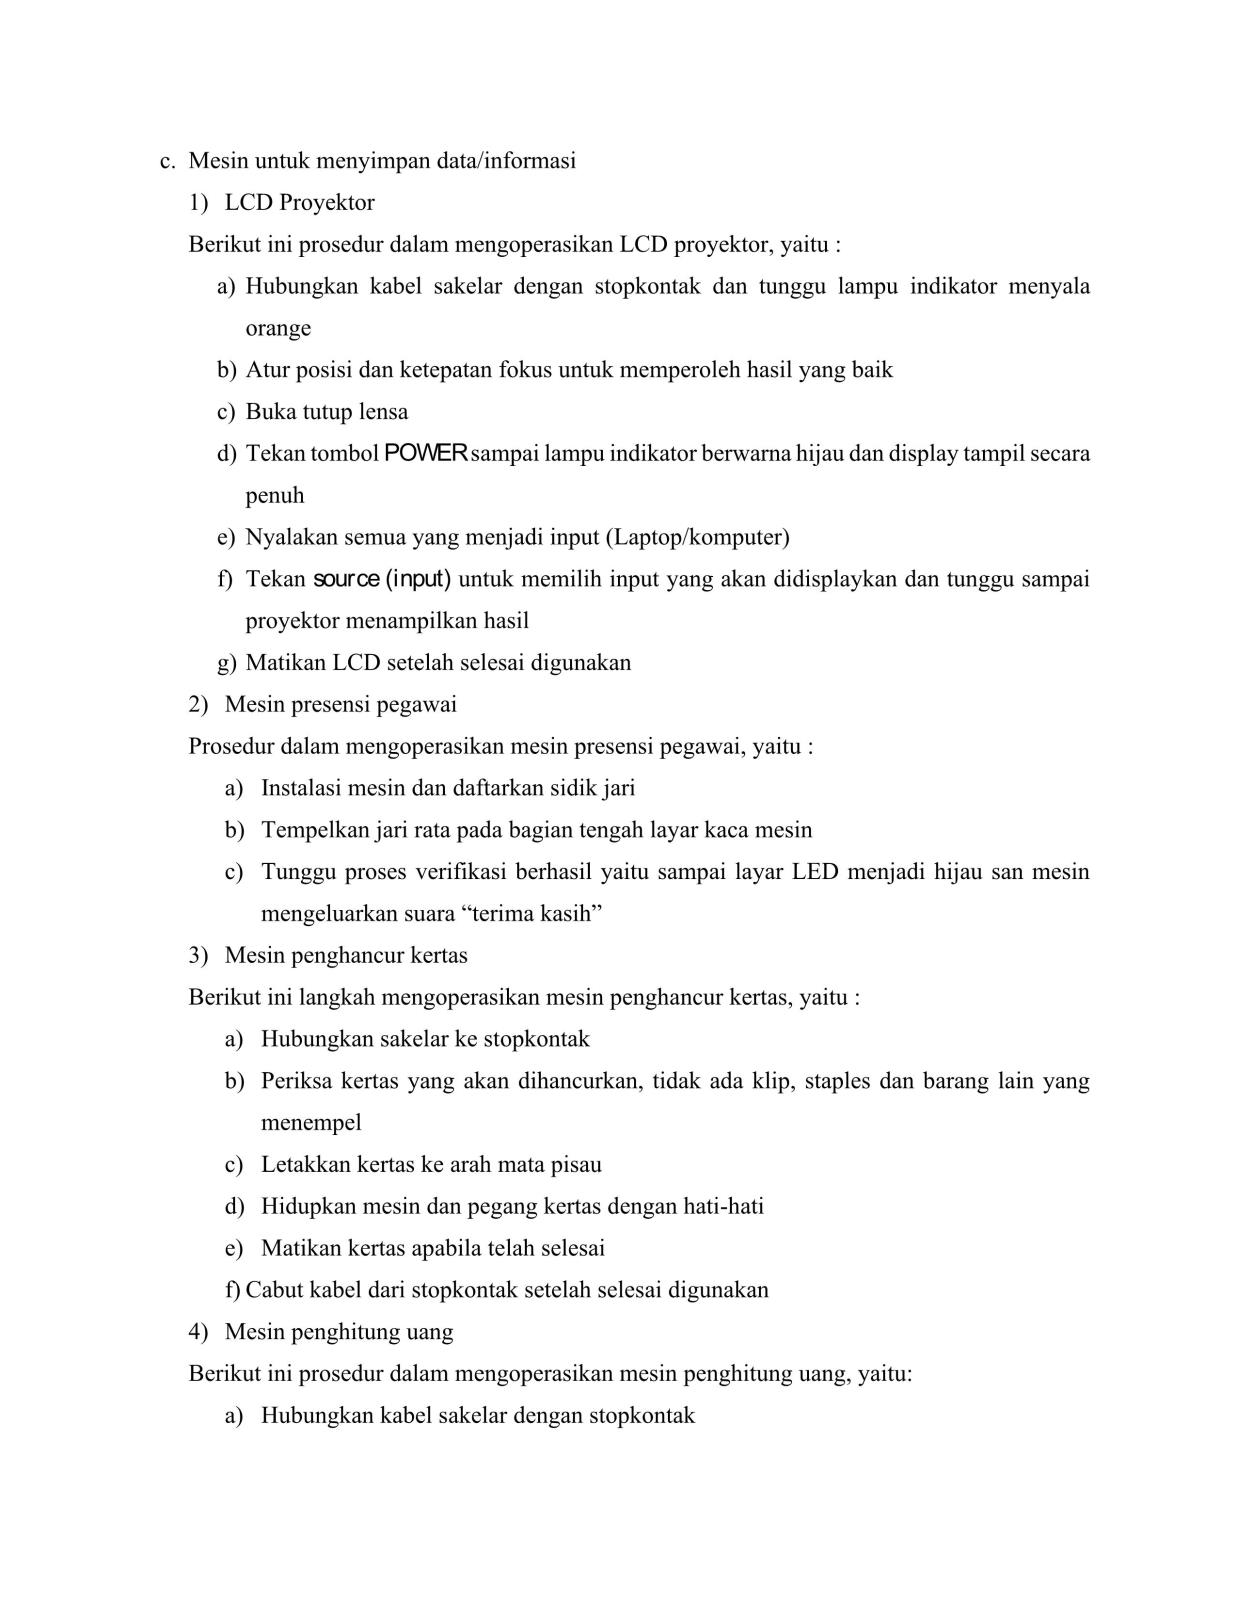 c. Mesin untuk menyimpan data/informasi
1) LCD Proyektor
Berikut ini prosedur dalam mengoperasikan LCD proyektor, yaitu :
a) Hubungkan kabel sakelar dengan stopkontak dan tunggu lampu indikator menyala
orange
b) Atur posisi dan ketepatan fokus untuk memperoleh hasil yang baik
c) Buka tutup lensa
d) Tekan tombol POWER sampai lampu indikator berwarna hijau dan display tampil secara
penuh
e) Nyalakan semua yang menjadi input (Laptop/komputer)
f) Tekan source (input) untuk memilih input yang akan didisplaykan dan tunggu sampai
proyektor menampilkan hasil
g) Matikan LCD setelah selesai digunakan
2) Mesin presensi pegawai
Prosedur dalam mengoperasikan mesin presensi pegawai, yaitu :
a) Instalasi mesin dan daftarkan sidik jari
b) Tempelkan jari rata pada bagian tengah layar kaca mesin
c) Tunggu proses verifikasi berhasil yaitu sampai layar LED menjadi hijau san mesin
mengeluarkan suara “terima kasih”
3) Mesin penghancur kertas
Berikut ini langkah mengoperasikan mesin penghancur kertas, yaitu :
a) Hubungkan sakelar ke stopkontak
b) Periksa kertas yang akan dihancurkan, tidak ada klip, staples dan barang lain yang
menempel
c) Letakkan kertas ke arah mata pisau
d) Hidupkan mesin dan pegang kertas dengan hati-hati
e) Matikan kertas apabila telah selesai
f) Cabut kabel dari stopkontak setelah selesai digunakan
4) Mesin penghitung uang
Berikut ini prosedur dalam mengoperasikan mesin penghitung uang, yaitu:
a) Hubungkan kabel sakelar dengan stopkontak